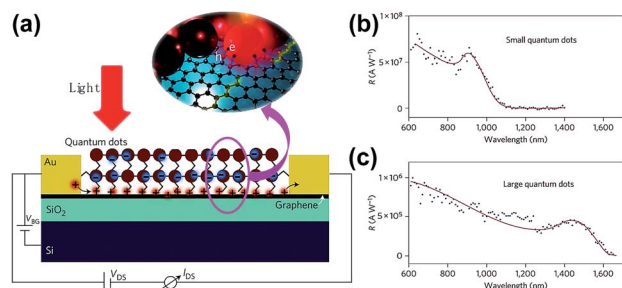 (a)
Light
e
h
Quantum dots
Au
Graphene
SiO2
Si
VBG
VDS
IDS
(b)
1×10⁸
5×10⁷
0
R (A W⁻¹)
Small quantum dots
600 800 1,000 1,200 1,400 1,600
Wavelength (nm)
(c)
1×10⁶
5×10⁵
0
R (A W⁻¹)
Large quantum dots
600 800 1,000 1,200 1,400 1,600
Wavelength (nm)